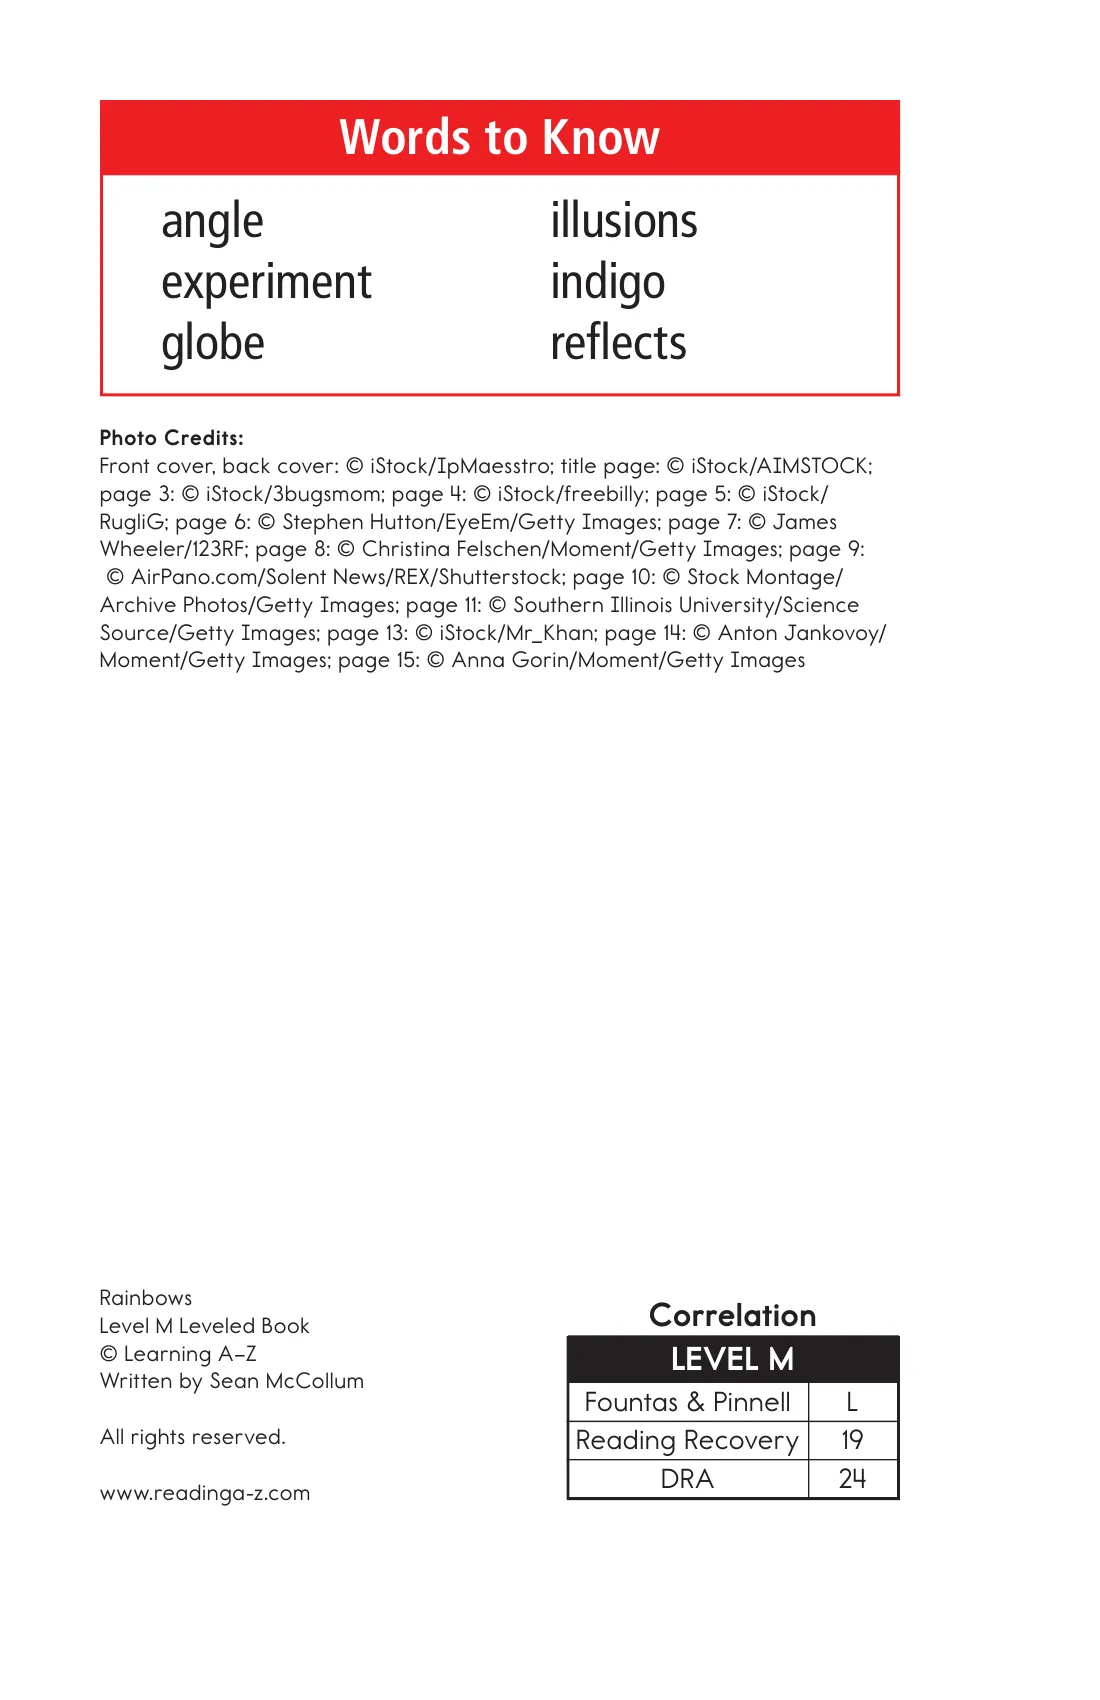 Words to Know
angle
experiment
globe
illusions
indigo
reflects
Photo Credits:
Front cover, back cover: © iStock/IpMaesstro; title page: © iStock/AIMSTOCK;
page 3: © iStock/3bugsmom; page 4: © iStock/freebilly; page 5: © iStock/
RugliG; page 6: © Stephen Hutton/EyeEm/Getty Images; page 7: © James
Wheeler/123RF; page 8: © Christina Felschen/Moment/Getty Images; page 9:
© AirPano.com/Solent News/REX/Shutterstock; page 10: © Stock Montage/
Archive Photos/Getty Images; page 11: © Southern Illinois University/Science
Source/Getty Images; page 13: © iStock/Mr_Khan; page 14: © Anton Jankovoy/
Moment/Getty Images; page 15: © Anna Gorin/Moment/Getty Images
Rainbows
Level M Leveled Book
© Learning A–Z
Written by Sean McCollum
All rights reserved.
www.readinga-z.com
Correlation
LEVEL M
Fountas & Pinnell L
Reading Recovery 19
DRA 24